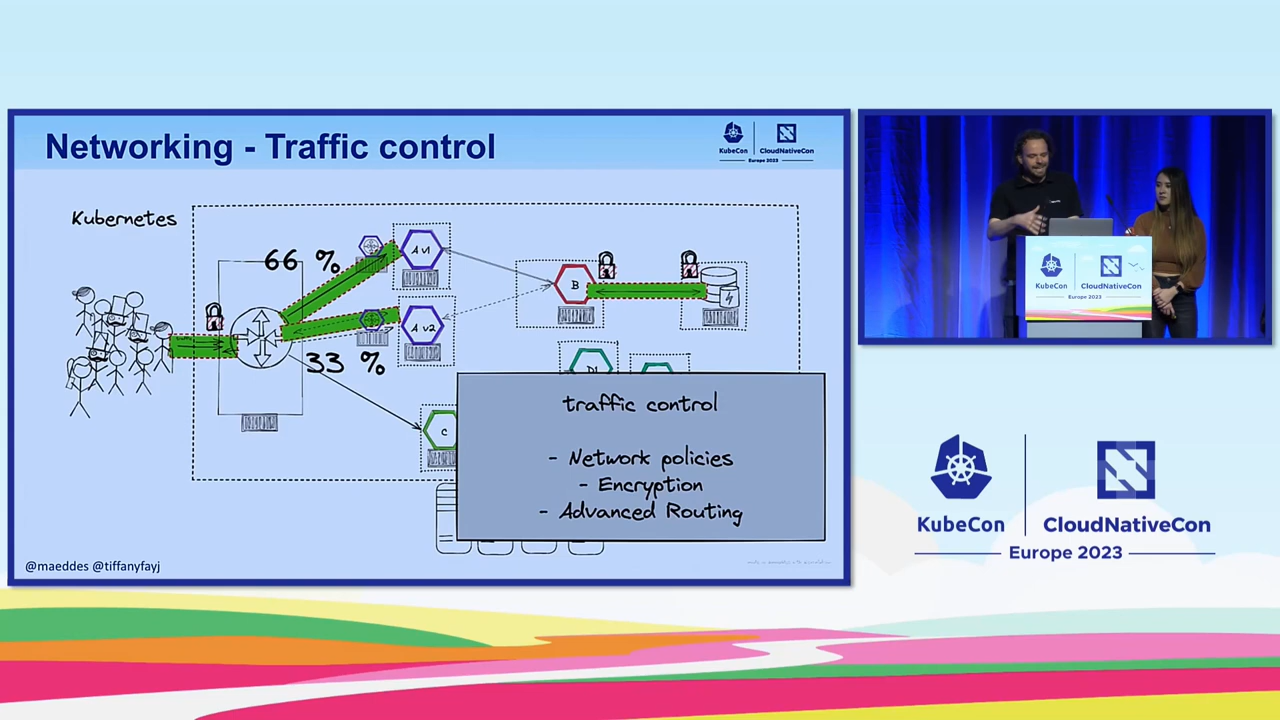 Networking - Traffic control
KubeCon
CloudNativeCon
Europe 2023
Kubernetes
66 %
A v1
B
A v2
33 %
D1
C
traffic control
- Network policies
- Encryption
- Advanced Routing
@maeddes @tiffanyfayj
KubeCon
CloudNativeCon
Europe 2023
KubeCon
CloudNativeCon
Europe 2023